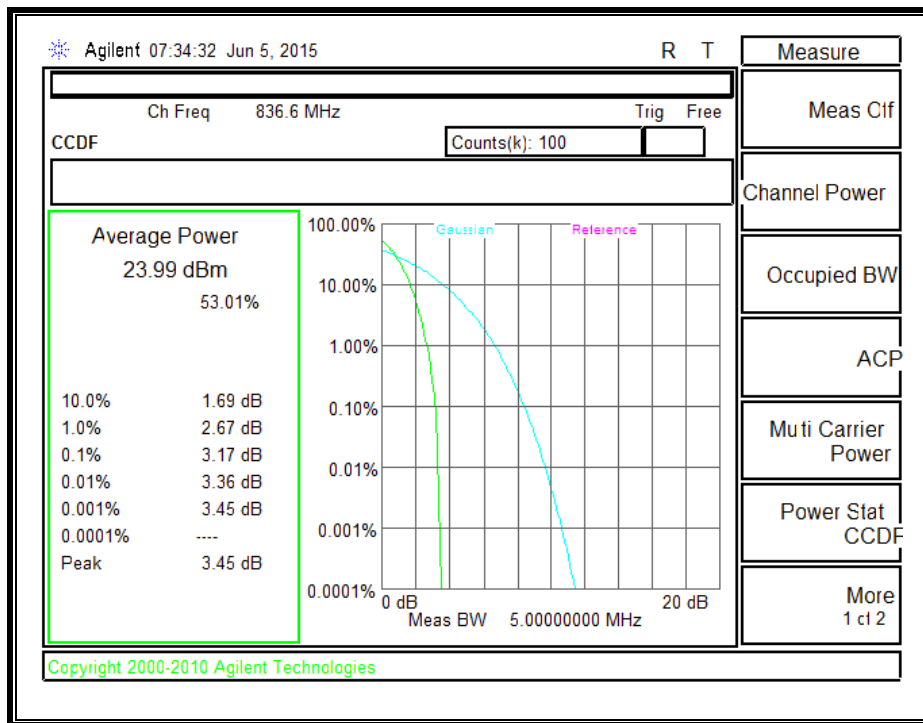 Agilent 07:34:32 Jun 5, 2015 R T
Measure
Ch Freq 836.6 MHz Trig Free
Meas Off
CCDF Counts(k): 100
Channel Power
Average Power
23.99 dBm
53.01%
10.0% 1.69 dB
1.0% 2.67 dB
0.1% 3.17 dB
0.01% 3.36 dB
0.001% 3.45 dB
0.0001% ----
Peak 3.45 dB
Gaussian Reference
100.00%
10.00%
1.00%
0.10%
0.01%
0.001%
0.0001%
0 dB 20 dB
Meas BW 5.00000000 MHz
Occupied BW
ACP
Multi Carrier
Power
Power Stat
CCDF
More
1 of 2
Copyright 2000-2010 Agilent Technologies